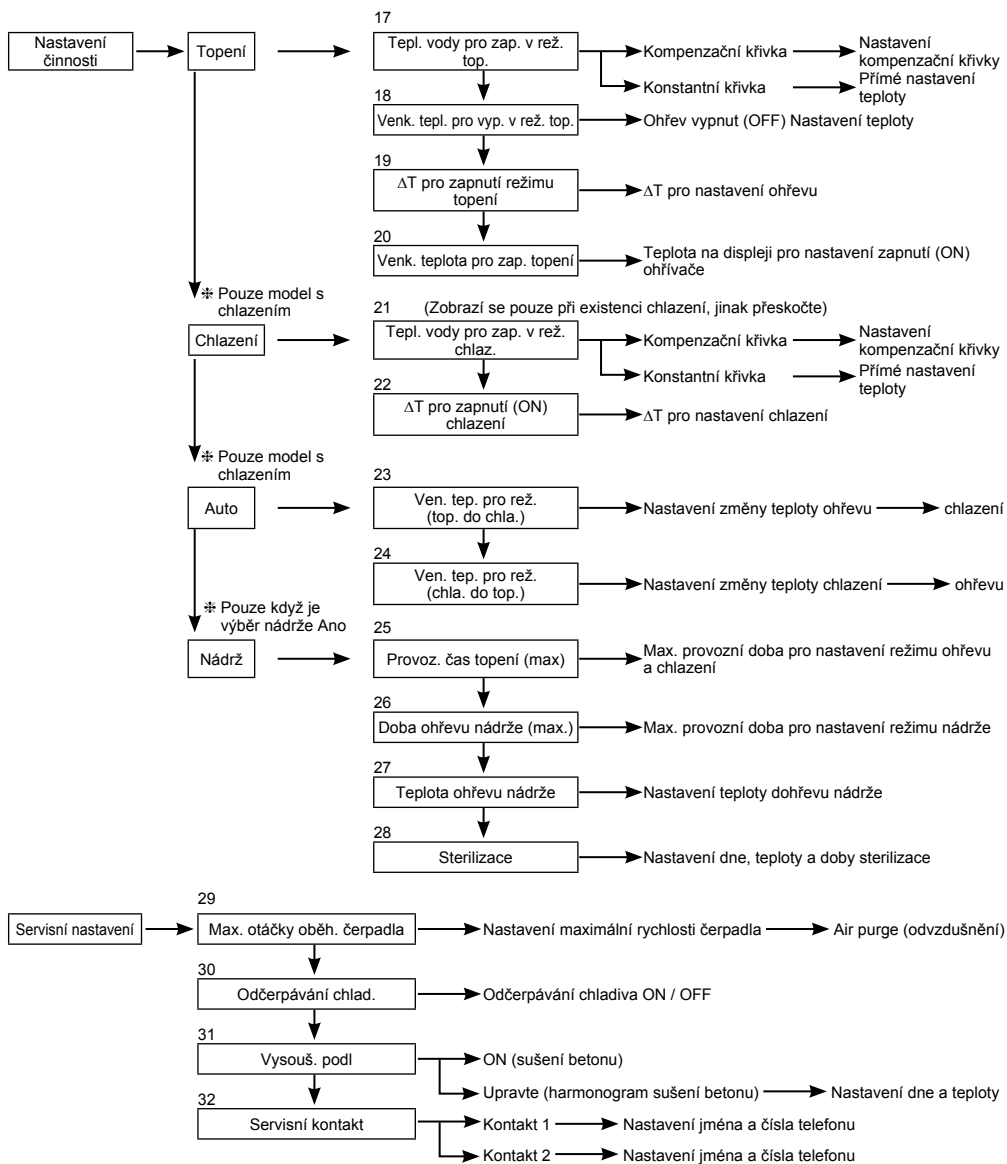 17
Nastavení
činnosti
Topení
Tepl. vody pro zap. v rež.
top.
Kompenzační křivka
Nastavení
kompenzační křivky
Konstantní křivka
Přímé nastavení
teploty
18
Venk. tepl. pro vyp. v rež. top.
Ohřev vypnut (OFF) Nastavení teploty
19
ΔT pro zapnutí režimu
topení
ΔT pro nastavení ohřevu
20
Venk. teplota pro zap. topení
Teplota na displeji pro nastavení zapnutí (ON)
ohřívače
❈ Pouze model s
chlazením
21 (Zobrazí se pouze při existenci chlazení, jinak přeskočte)
Chlazení
Tepl. vody pro zap. v rež.
chlaz.
Kompenzační křivka
Nastavení
kompenzační křivky
Konstantní křivka
Přímé nastavení
teploty
22
ΔT pro zapnutí (ON)
chlazení
ΔT pro nastavení chlazení
❈ Pouze model s
chlazením
23
Auto
Ven. tep. pro rež.
(top. do chla.)
Nastavení změny teploty ohřevu
chlazení
24
Ven. tep. pro rež.
(chla. do top.)
Nastavení změny teploty chlazení
ohřevu
❈ Pouze když je
výběr nádrže Ano
25
Nádrž
Provoz. čas topení (max)
Max. provozní doba pro nastavení režimu ohřevu
a chlazení
26
Doba ohřevu nádrže (max.)
Max. provozní doba pro nastavení režimu nádrže
27
Teplota ohřevu nádrže
Nastavení teploty dohřevu nádrže
28
Sterilizace
Nastavení dne, teploty a doby sterilizace
29
Servisní nastavení
Max. otáčky oběh. čerpadla
Nastavení maximální rychlosti čerpadla
Air purge (odvzdušnění)
30
Odčerpávání chlad.
Odčerpávání chladiva ON / OFF
31
Vysouš. podl
ON (sušení betonu)
Upravte (harmonogram sušení betonu)
Nastavení dne a teploty
32
Servisní kontakt
Kontakt 1
Nastavení jména a čísla telefonu
Kontakt 2
Nastavení jména a čísla telefonu